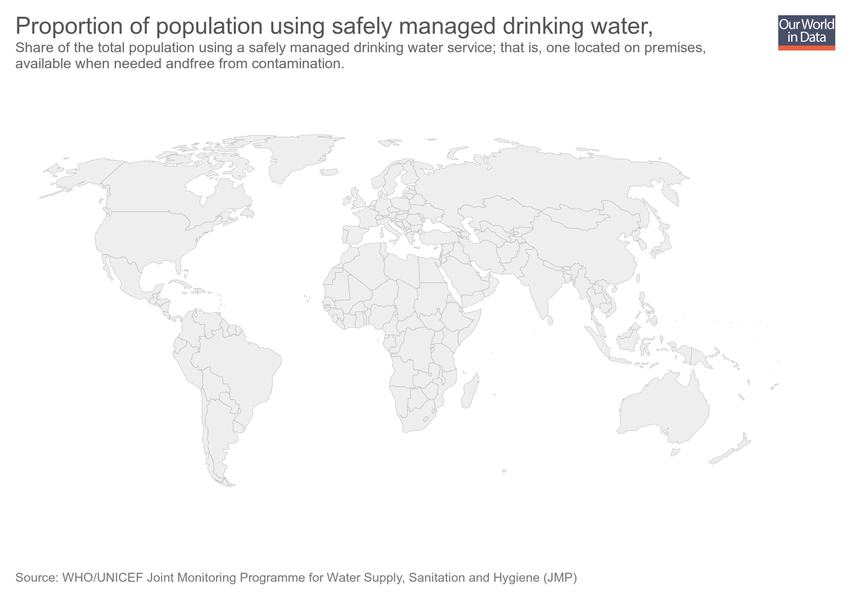 Proportion of population using safely managed drinking water,
Share of the total population using a safely managed drinking water service; that is, one located on premises,
available when needed andfree from contamination.
Our World
in Data
Source: WHO/UNICEF Joint Monitoring Programme for Water Supply, Sanitation and Hygiene (JMP)